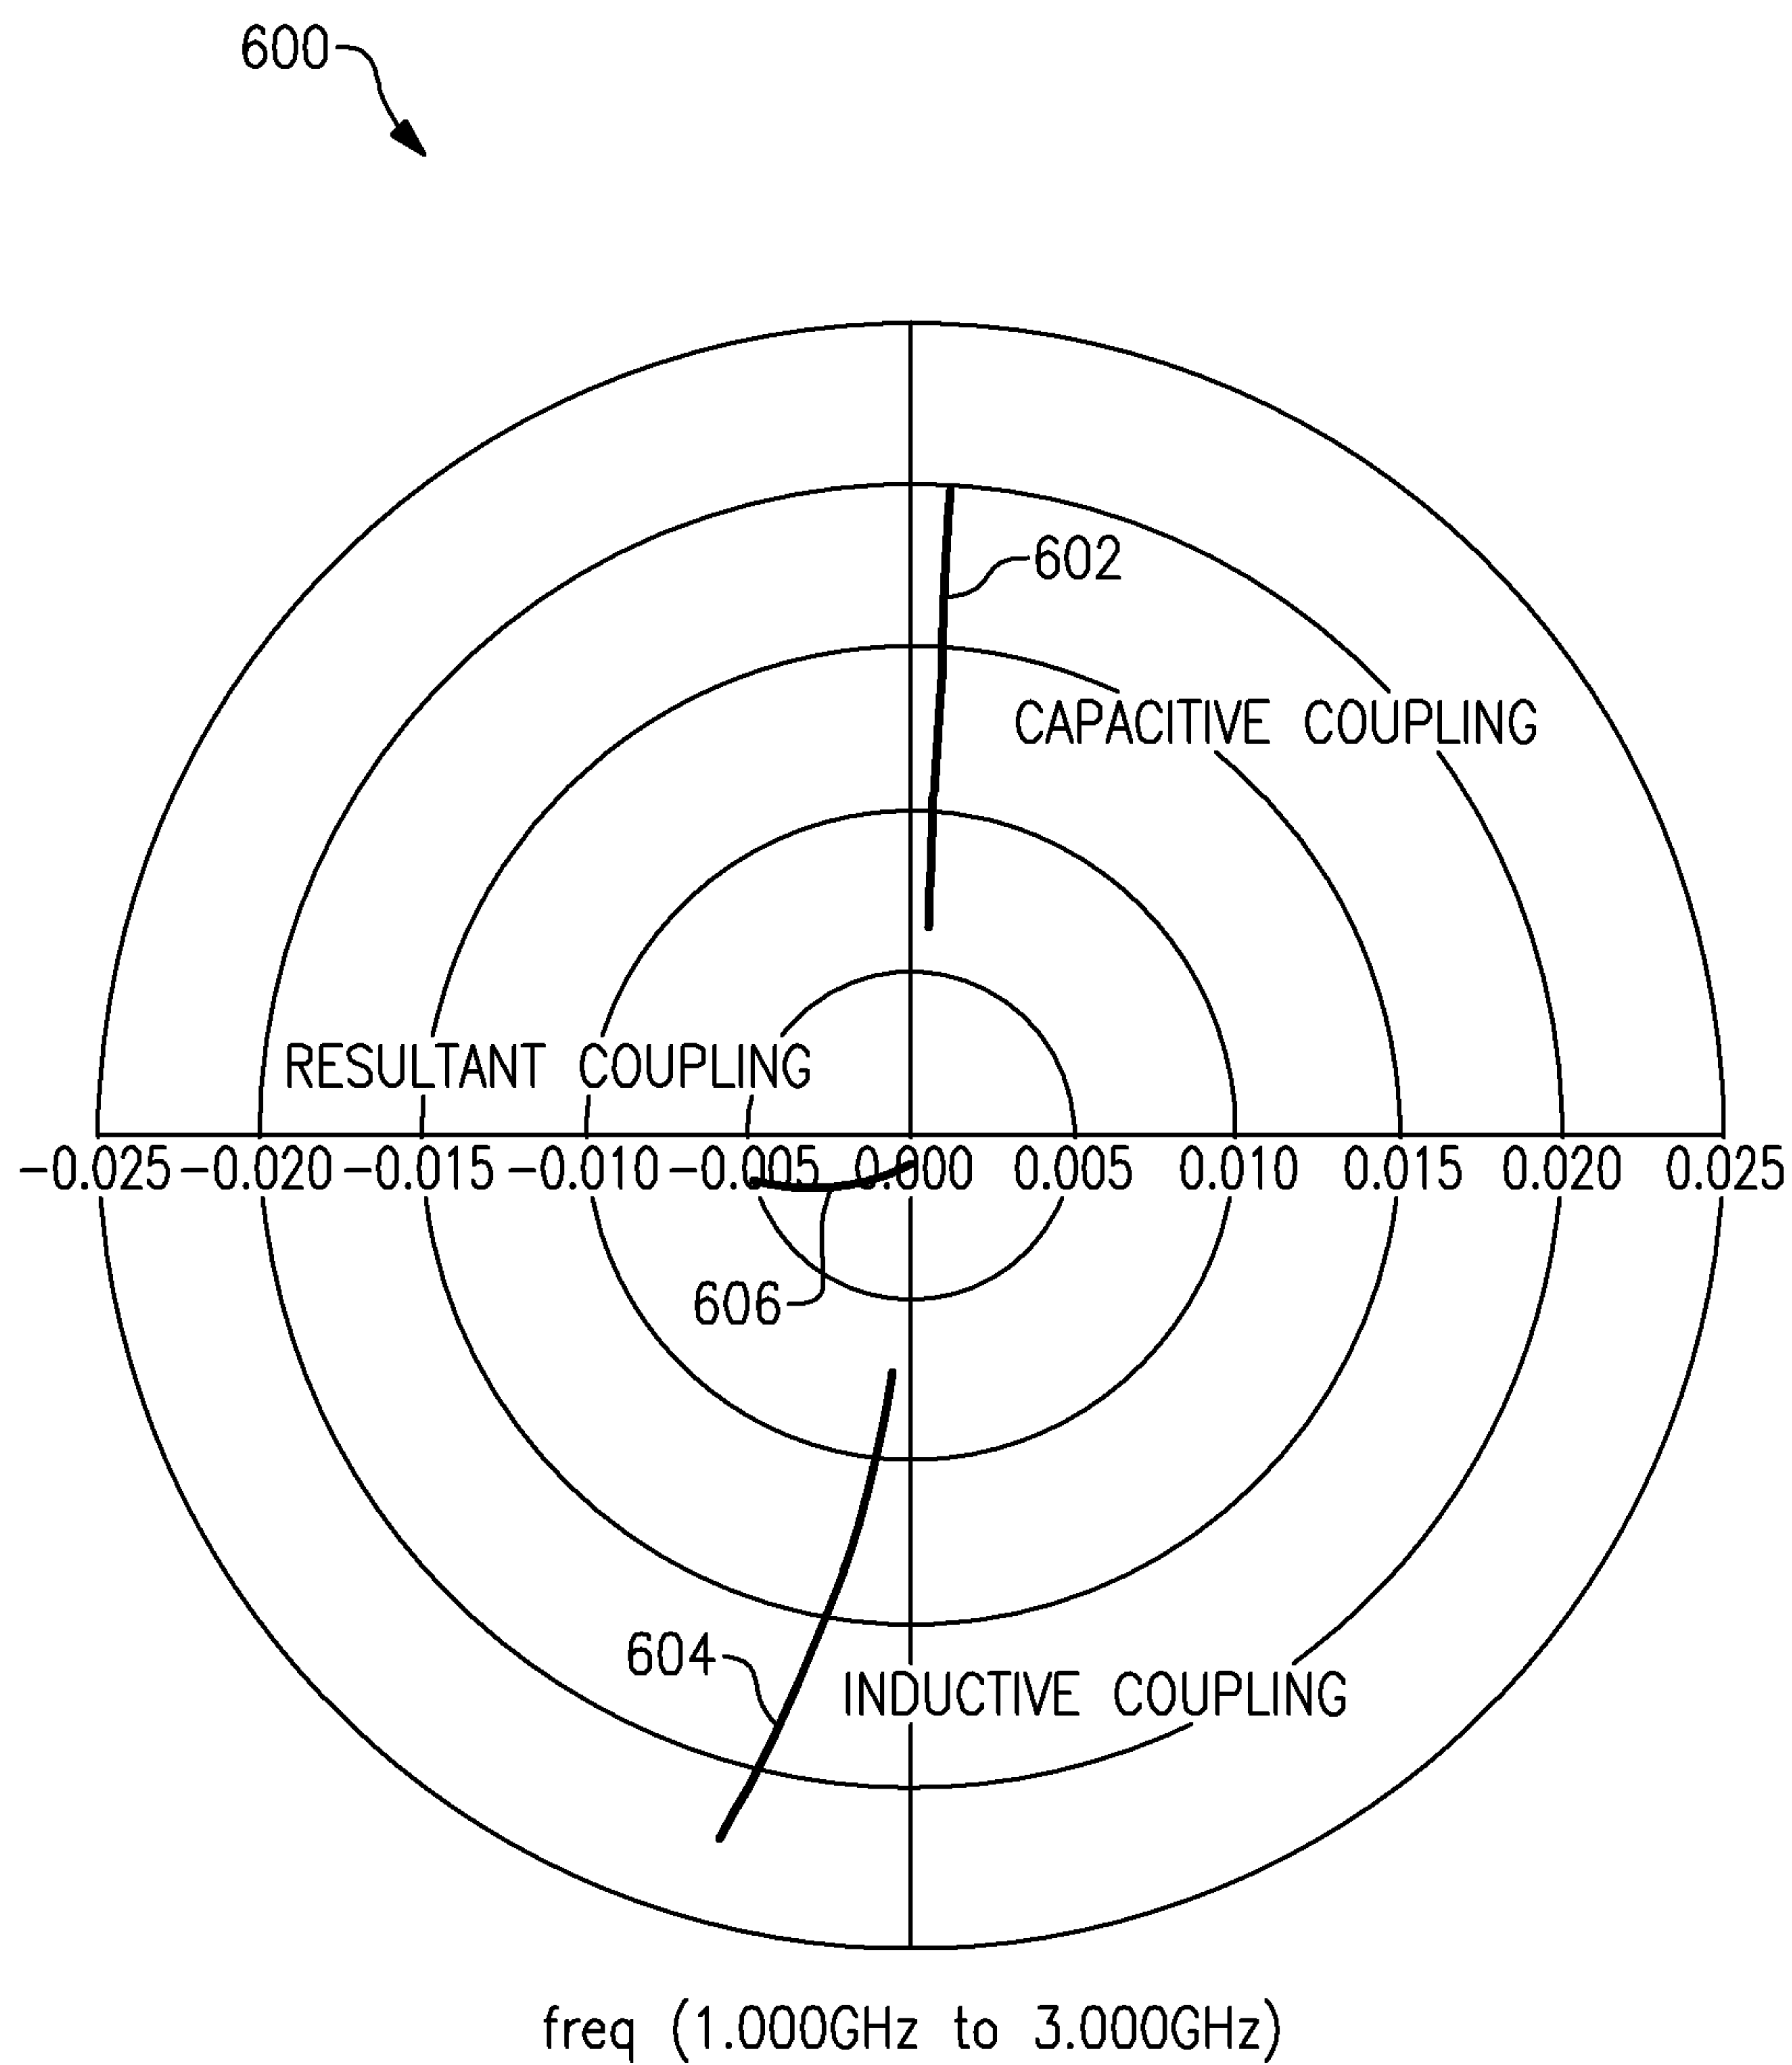 600
602
CAPACITIVE COUPLING
RESULTANT COUPLING
-0.025 -0.020 -0.015 -0.010 -0.005 0.000 0.005 0.010 0.015 0.020 0.025
606
604
INDUCTIVE COUPLING
freq (1.000GHz to 3.000GHz)